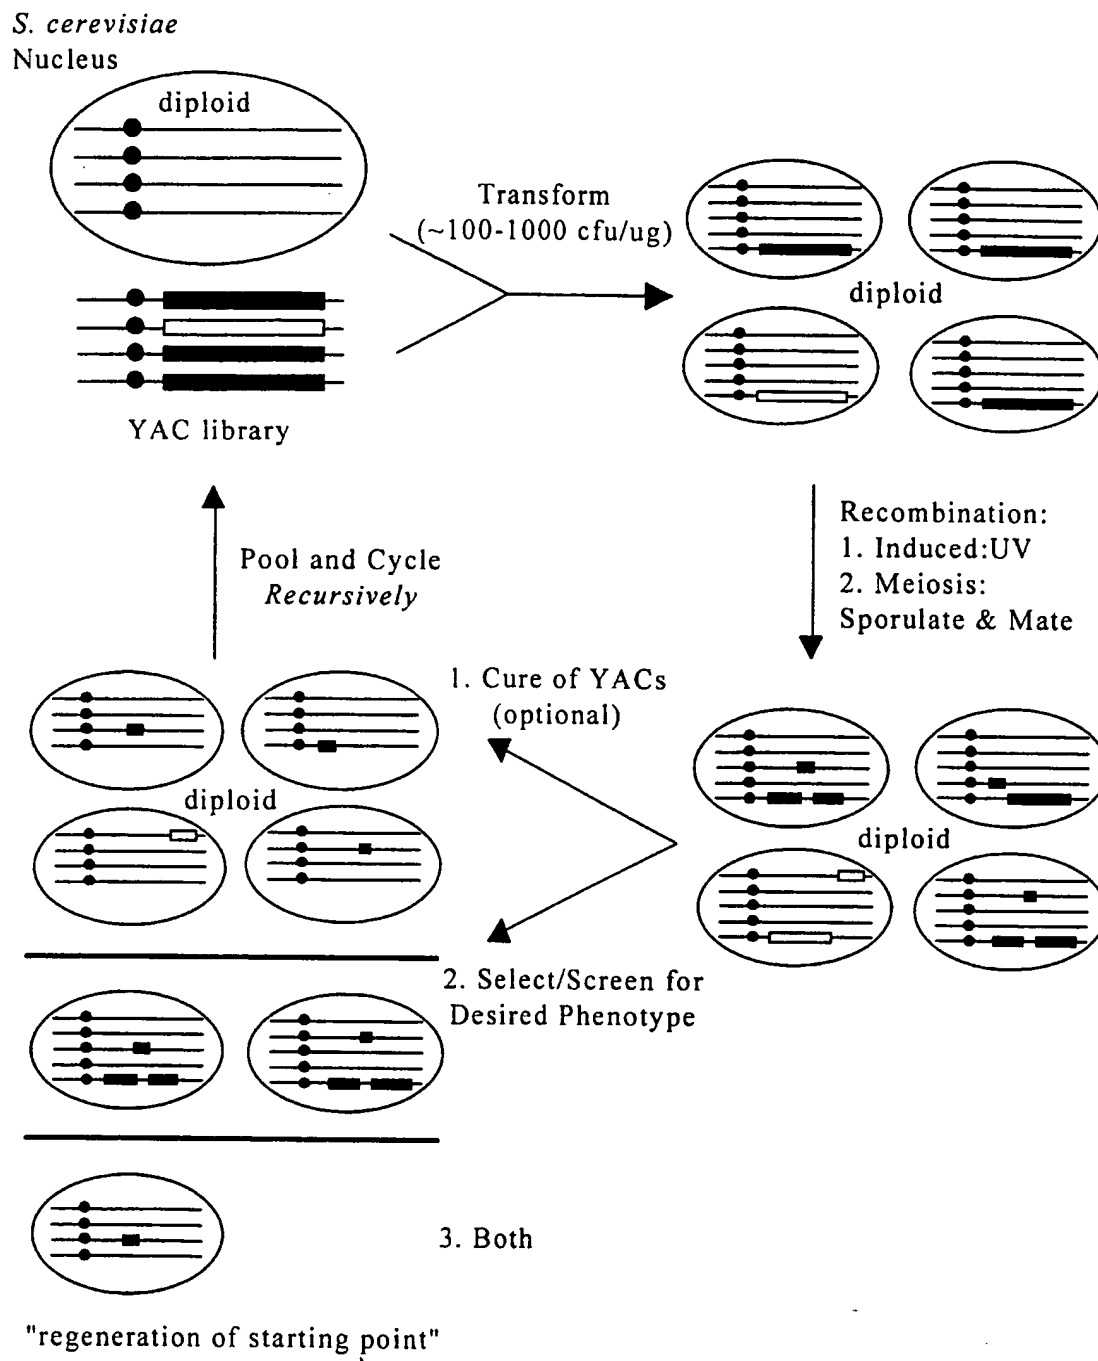 S. cerevisiae
Nucleus
diploid
YAC library
Transform
(~100-1000 cfu/ug)
diploid
Recombination:
1. Induced:UV
2. Meiosis:
Sporulate & Mate
Pool and Cycle
Recursively
1. Cure of YACs
(optional)
diploid
diploid
2. Select/Screen for
Desired Phenotype
3. Both
"regeneration of starting point"